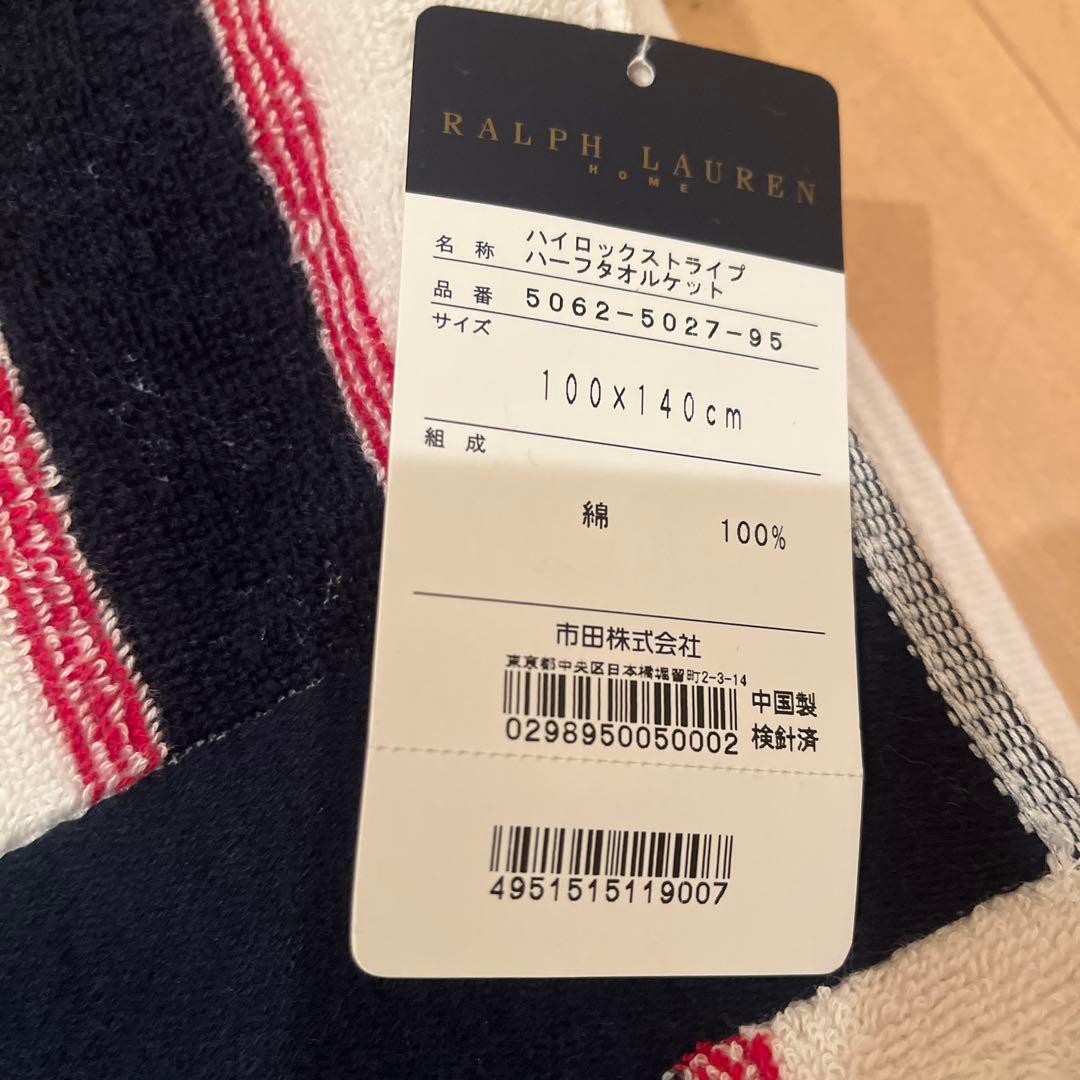 RALPH LAUREN
HOME
名称 ハイロックストライプ
ハーフタオルケット
品番 5062-5027-95
サイズ
100×140cm
組成
綿 100%
市田株式会社
東京都中央区日本橋堀留町2-3-14
中国製
0298950050002 検針済
4951515119007